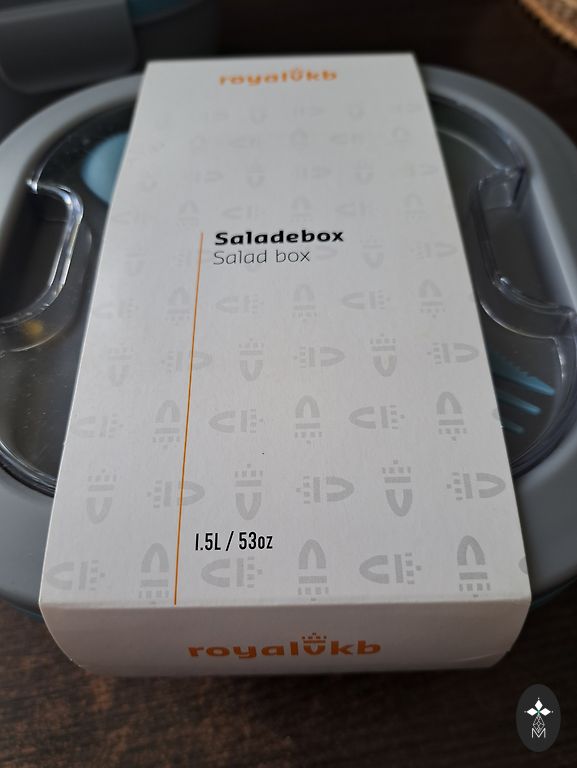 royalvkb
Saladebox
Salad box
1.5L / 53oz
royalvkb
M